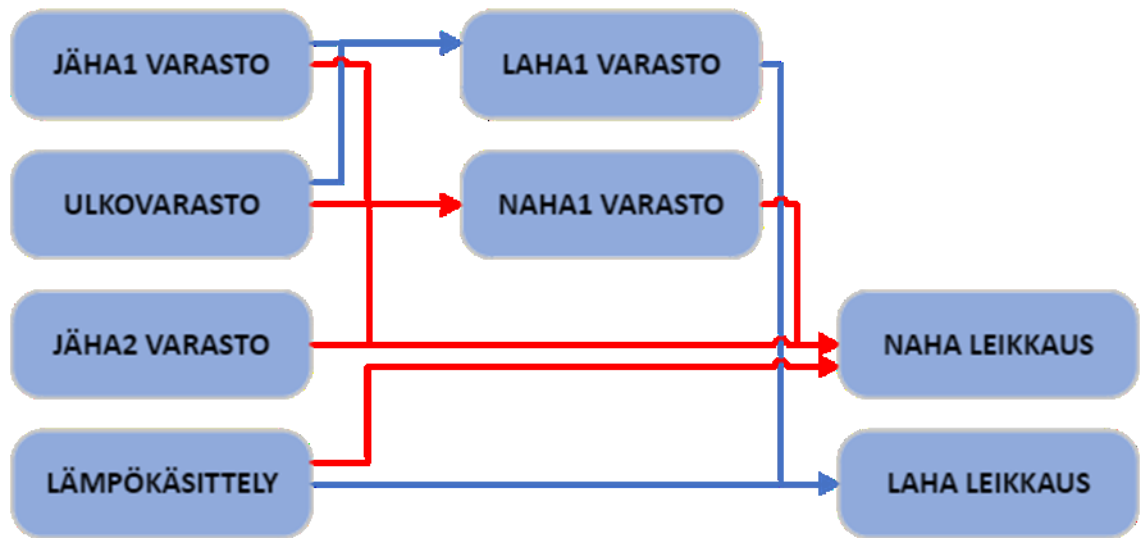 JÄHA1 VARASTO
LAHA1 VARASTO
ULKOVARASTO
NAHA1 VARASTO
JÄHA2 VARASTO
NAHA LEIKKAUS
LÄMPÖKÄSITTELY
LAHA LEIKKAUS